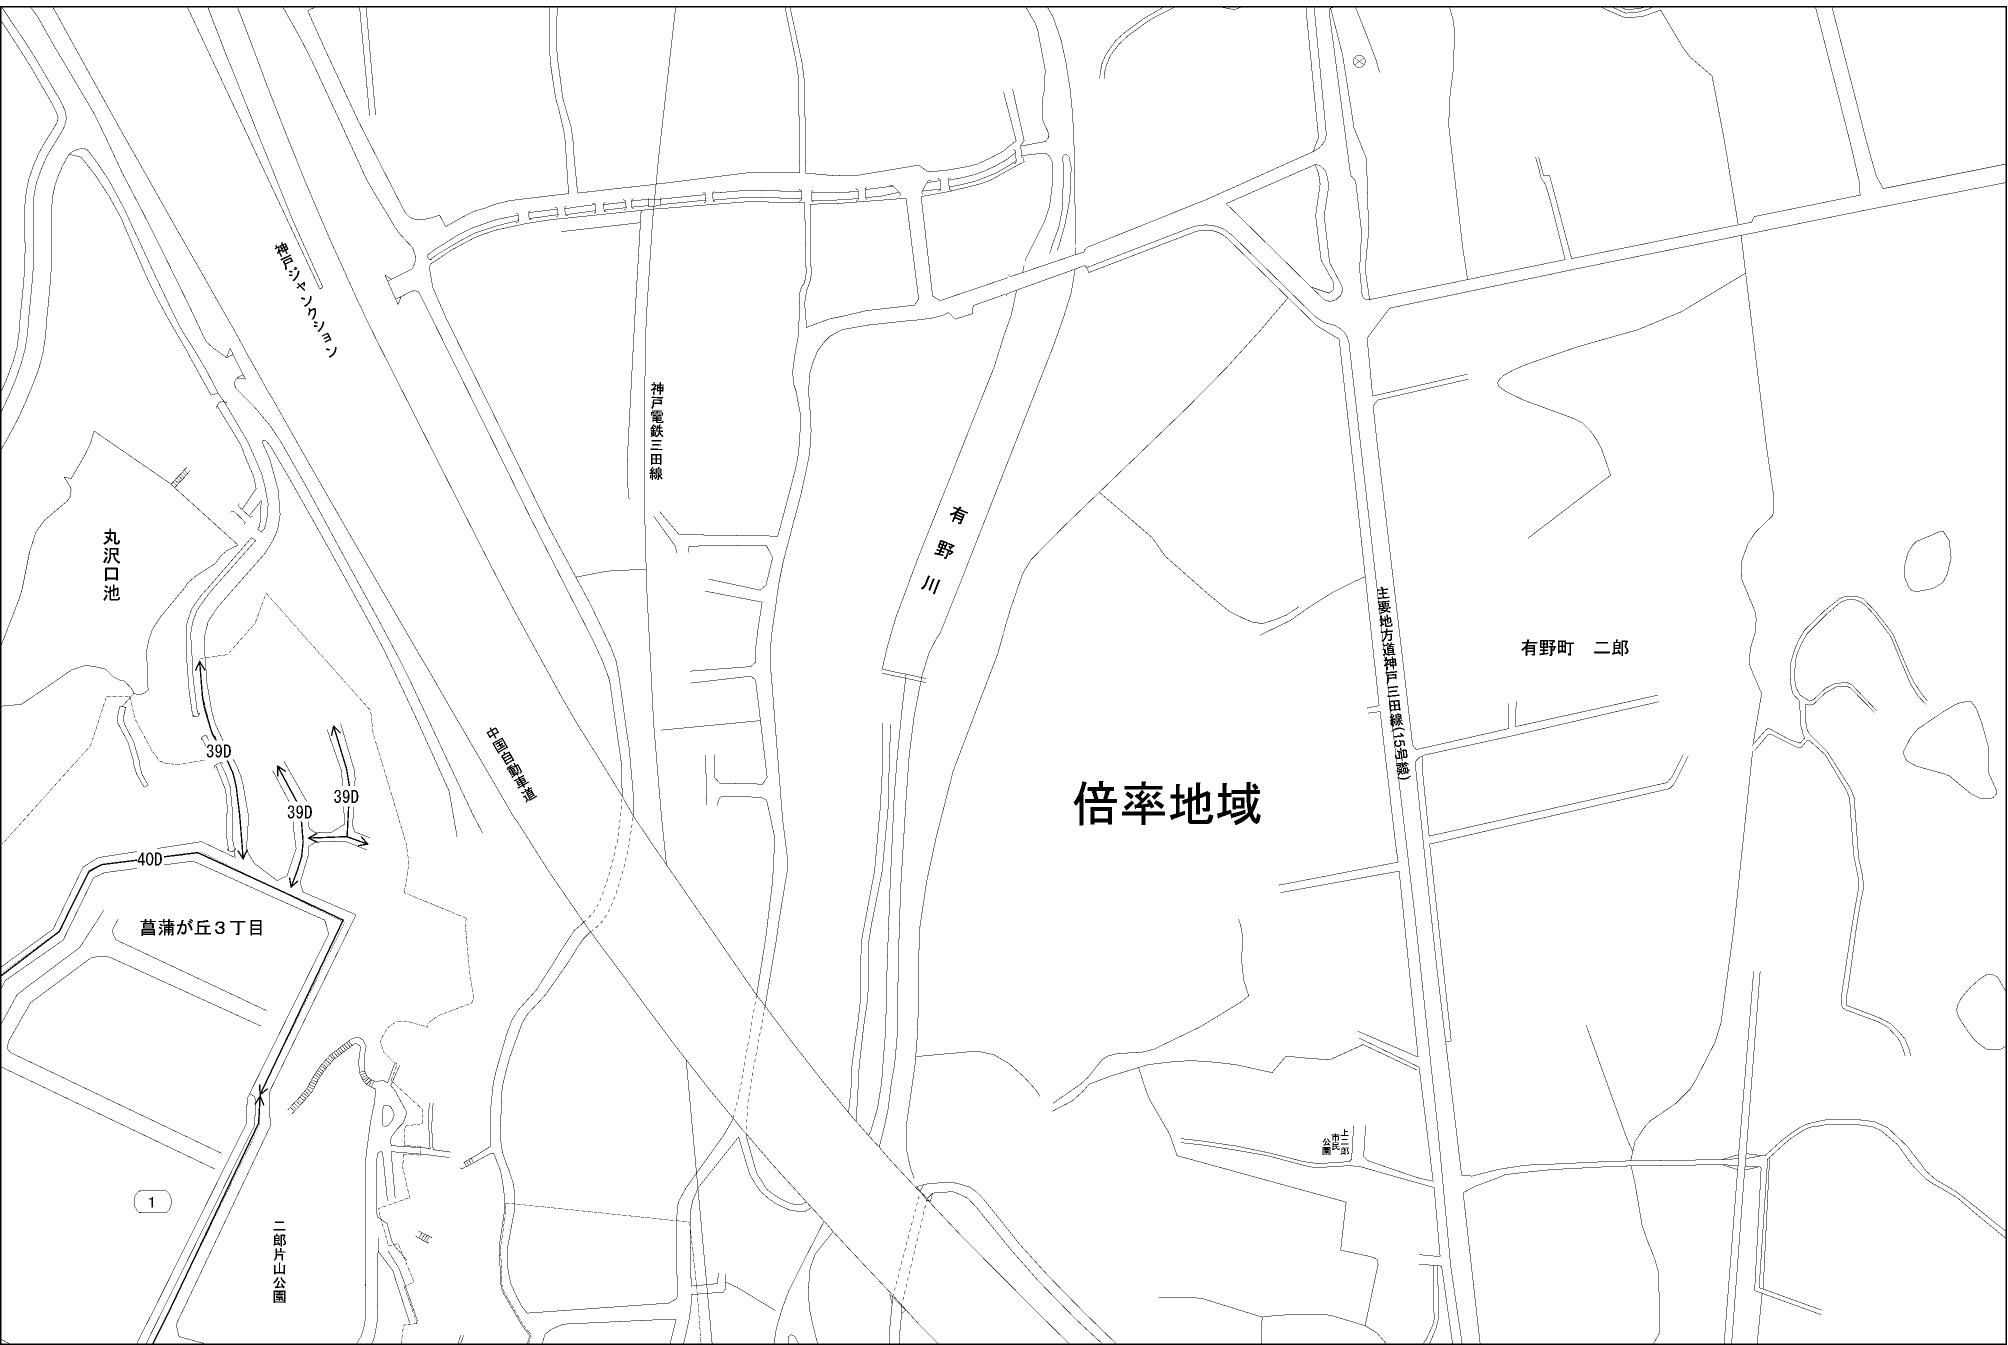 神戸ジャンクション
神戸電鉄三田線
有野川
丸沢口池
主要地方道神戸三田線(15号線)
有野町　二郎
39D
中国自動車道
39D
39D
倍率地域
40D
菖蒲が丘３丁目
上二郎
市民
公園
1
二郎片山公園